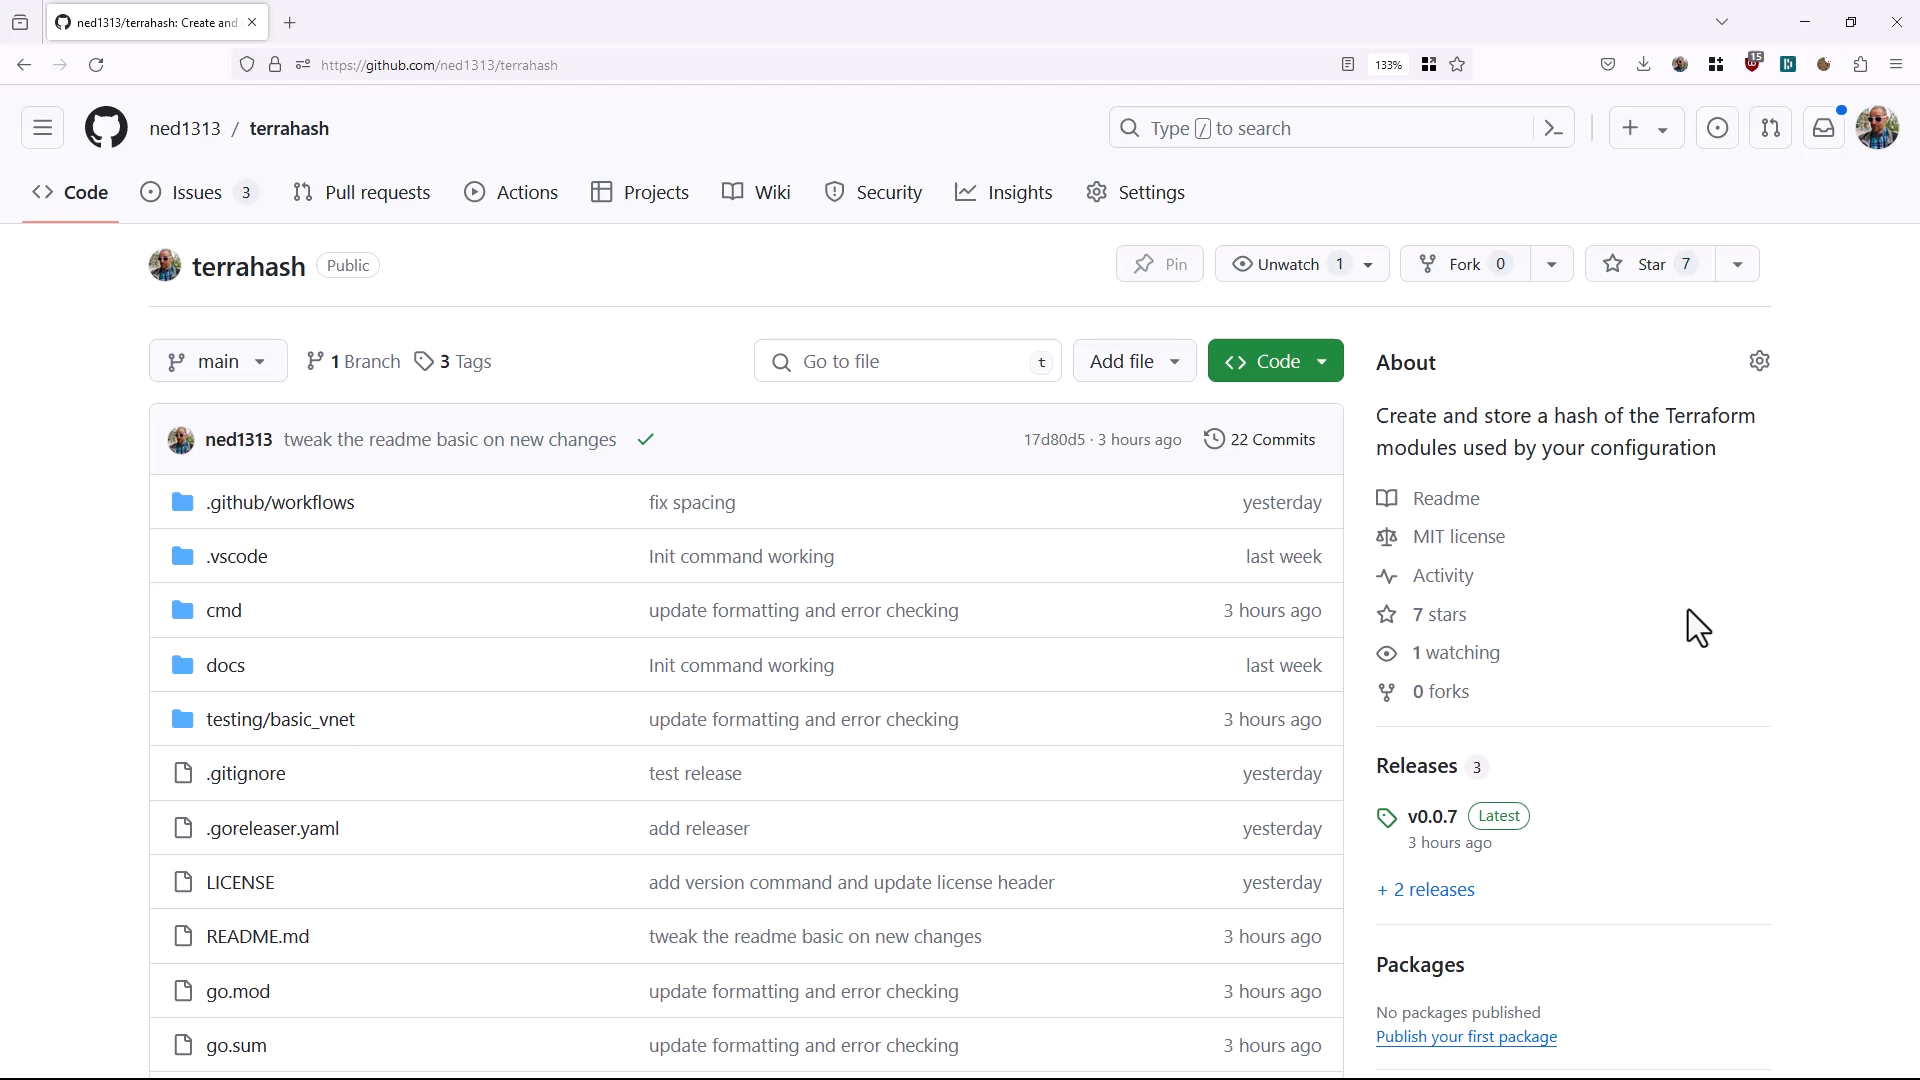 ned1313/terrahash: Create and
https://github.com/ned1313/terrahash
133%
15
ned1313 / terrahash
Type / to search
Code
Issues 3
Pull requests
Actions
Projects
Wiki
Security
Insights
Settings
terrahash Public
Pin
Unwatch 1
Fork 0
Star 7
main
1 Branch
3 Tags
Go to file t
Add file
Code
ned1313 tweak the readme basic on new changes 17d80d5 · 3 hours ago 22 Commits
.github/workflows fix spacing yesterday
.vscode Init command working last week
cmd update formatting and error checking 3 hours ago
docs Init command working last week
testing/basic_vnet update formatting and error checking 3 hours ago
.gitignore test release yesterday
.goreleaser.yaml add releaser yesterday
LICENSE add version command and update license header yesterday
README.md tweak the readme basic on new changes 3 hours ago
go.mod update formatting and error checking 3 hours ago
go.sum update formatting and error checking 3 hours ago
About
Create and store a hash of the Terraform
modules used by your configuration
Readme
MIT license
Activity
7 stars
1 watching
0 forks
Releases 3
v0.0.7 Latest
3 hours ago
+ 2 releases
Packages
No packages published
Publish your first package